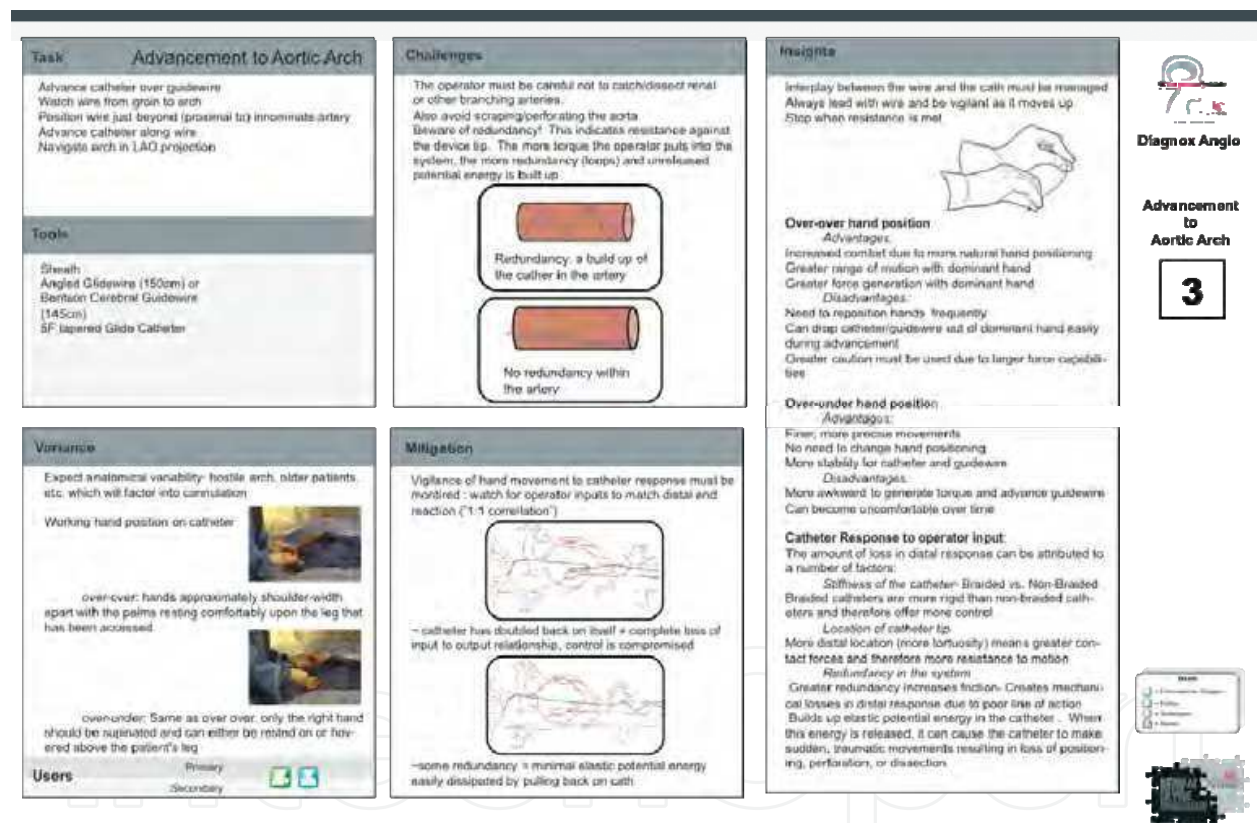 Task Advancement to Aortic Arch
Advance catheter over guidewire
Watch wire from groin to arch
Position wire just beyond (proximal to) innominate artery
Advance catheter along wire
Navigate arch in LAO projection
Tools
Sheath
Angled Glidewire (150cm) or
Bentson Cerebral Guidewire
(145cm)
5F tapered Glide Catheter
Challenges
The operator must be careful not to catch/dissect renal
or other branching arteries.
Also avoid scraping/perforating the aorta
Beware of redundancy! This indicates resistance against
the device tip. The more torque the operator puts into the
system, the more redundancy (loops) and unreleased
potential energy is built up
Redundancy, a build up of
the cather in the artery
No redundancy within
the artery
Insights
Interplay between the wire and the cath must be managed
Always lead with wire and be vigilant as it moves up
Stop when resistance is met
Over-over hand position
Advantages:
Increased comfort due to more natural hand positioning
Greater range of motion with dominant hand
Greater force generation with dominant hand
Disadvantages:
Need to reposition hands frequently
Can drop catheter/guidewire out of dominant hand easily
during advancement
Greater caution must be used due to larger force capabili-
ties
Over-under hand position
Advantages:
Finer, more precise movements
No need to change hand positioning
More stability for catheter and guidewire
Disadvantages
More awkward to generate torque and advance guidewire
Can become uncomfortable over time
Catheter Response to operator input:
The amount of loss in distal response can be attributed to
a number of factors:
Stiffness of the catheter- Braided vs. Non-Braided
Braided catheters are more rigid than non-braided cath-
eters and therefore offer more control
Location of catheter tip
More distal location (more tortuosity) means greater con-
tact forces and therefore more resistance to motion
Redundancy in the system
Greater redundancy increases friction- Creates mechani-
cal losses in distal response due to poor line of action
Builds up elastic potential energy in the catheter . When
this energy is released, it can cause the catheter to make
sudden, traumatic movements resulting in loss of position-
ing, perforation, or dissection
Variance
Expect anatomical variability- hostile arch, older patients
etc. which will factor into cannulation
Working hand position on catheter
over-over: hands approximately shoulder-width
apart with the palms resting comfortably upon the leg that
has been accessed
over-under: Same as over over, only the right hand
should be supinated and can either be rested on or hov-
ered above the patient's leg
Users Primary
Secondary
Mitigation
Vigilance of hand movement to catheter response must be
montired : watch for operator inputs to match distal end
reaction ("1:1 correllation")
~ catheter has doubled back on itself = complete loss of
input to output relationship, control is compromised
~some redundancy = minimal elastic potential energy
easily dissipated by pulling back on cath
Diagnox Angio
Advancement
to
Aortic Arch
3